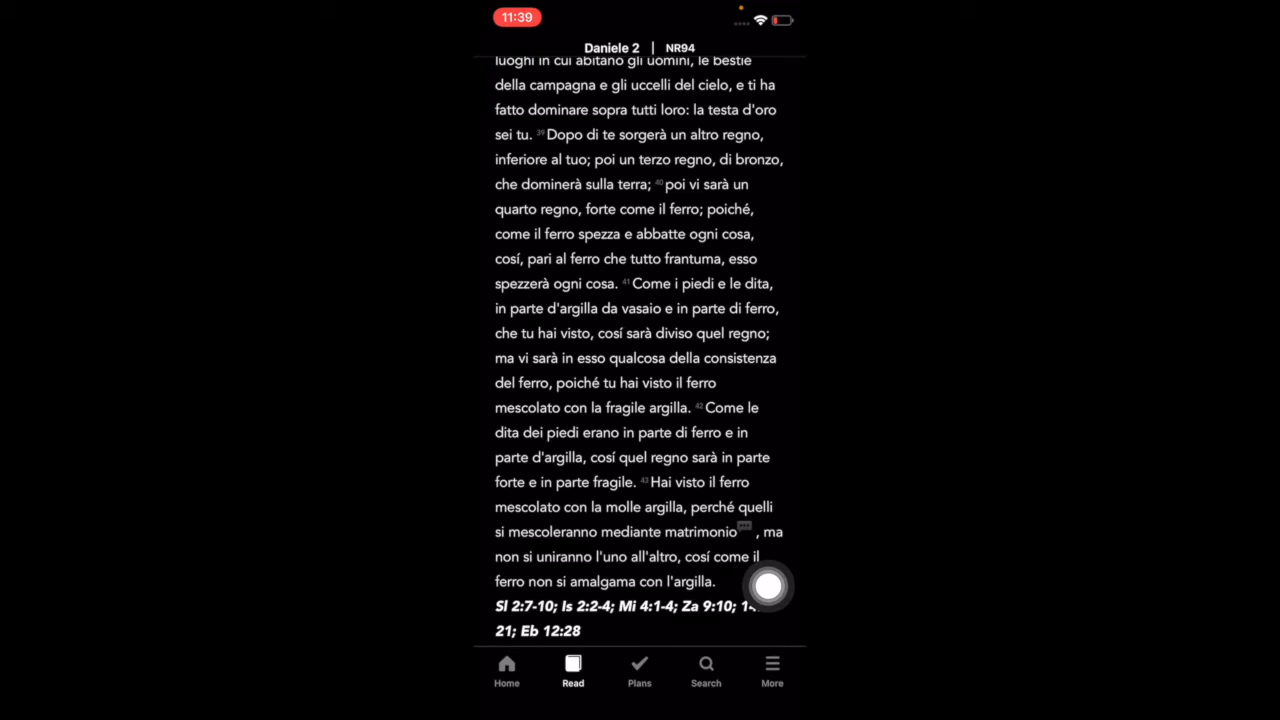 11:39
Daniele 2 | NR94
luoghi in cui abitano gli uomini, le bestie
della campagna e gli uccelli del cielo, e ti ha
fatto dominare sopra tutti loro: la testa d'oro
sei tu. 39 Dopo di te sorgerà un altro regno,
inferiore al tuo; poi un terzo regno, di bronzo,
che dominerà sulla terra; 40 poi vi sarà un
quarto regno, forte come il ferro; poiché,
come il ferro spezza e abbatte ogni cosa,
cosí, pari al ferro che tutto frantuma, esso
spezzerà ogni cosa. 41 Come i piedi e le dita,
in parte d'argilla da vasaio e in parte di ferro,
che tu hai visto, cosí sarà diviso quel regno;
ma vi sarà in esso qualcosa della consistenza
del ferro, poiché tu hai visto il ferro
mescolato con la fragile argilla. 42 Come le
dita dei piedi erano in parte di ferro e in
parte d'argilla, cosí quel regno sarà in parte
forte e in parte fragile. 43 Hai visto il ferro
mescolato con la molle argilla, perché quelli
si mescoleranno mediante matrimonio , ma
non si uniranno l'uno all'altro, cosí come il
ferro non si amalgama con l'argilla.
Sl 2:7-10; Is 2:2-4; Mi 4:1-4; Za 9:10;
21; Eb 12:28
Home Read Plans Search More